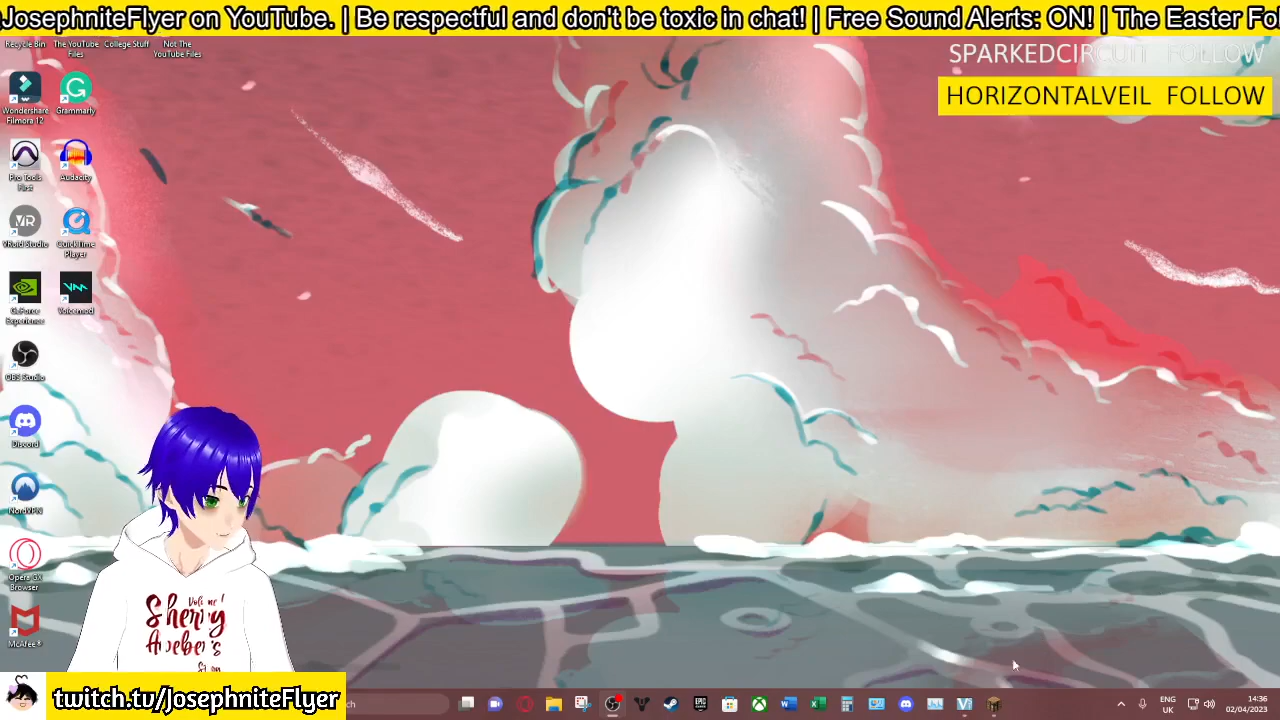 JosephniteFlyer on YouTube. | Be respectful and don't be toxic in chat! | Free Sound Alerts: ON! | The Easter Fo
Recycle Bin
The YouTube Files
College Stuff
Not The YouTube Files
SPARKEDCIRCUIT FOLLOW
HORIZONTALVEIL FOLLOW
Wondershare Filmora 12
Grammarly
Pro Tools First
Audacity
VRoid Studio
QuickTime Player
GeForce Experience
Voicemod
OBS Studio
Discord
NordVPN
Opera GX Browser
McAfee®
twitch.tv/JosephniteFlyer
ch
ENG
UK
14:36
02/04/2023